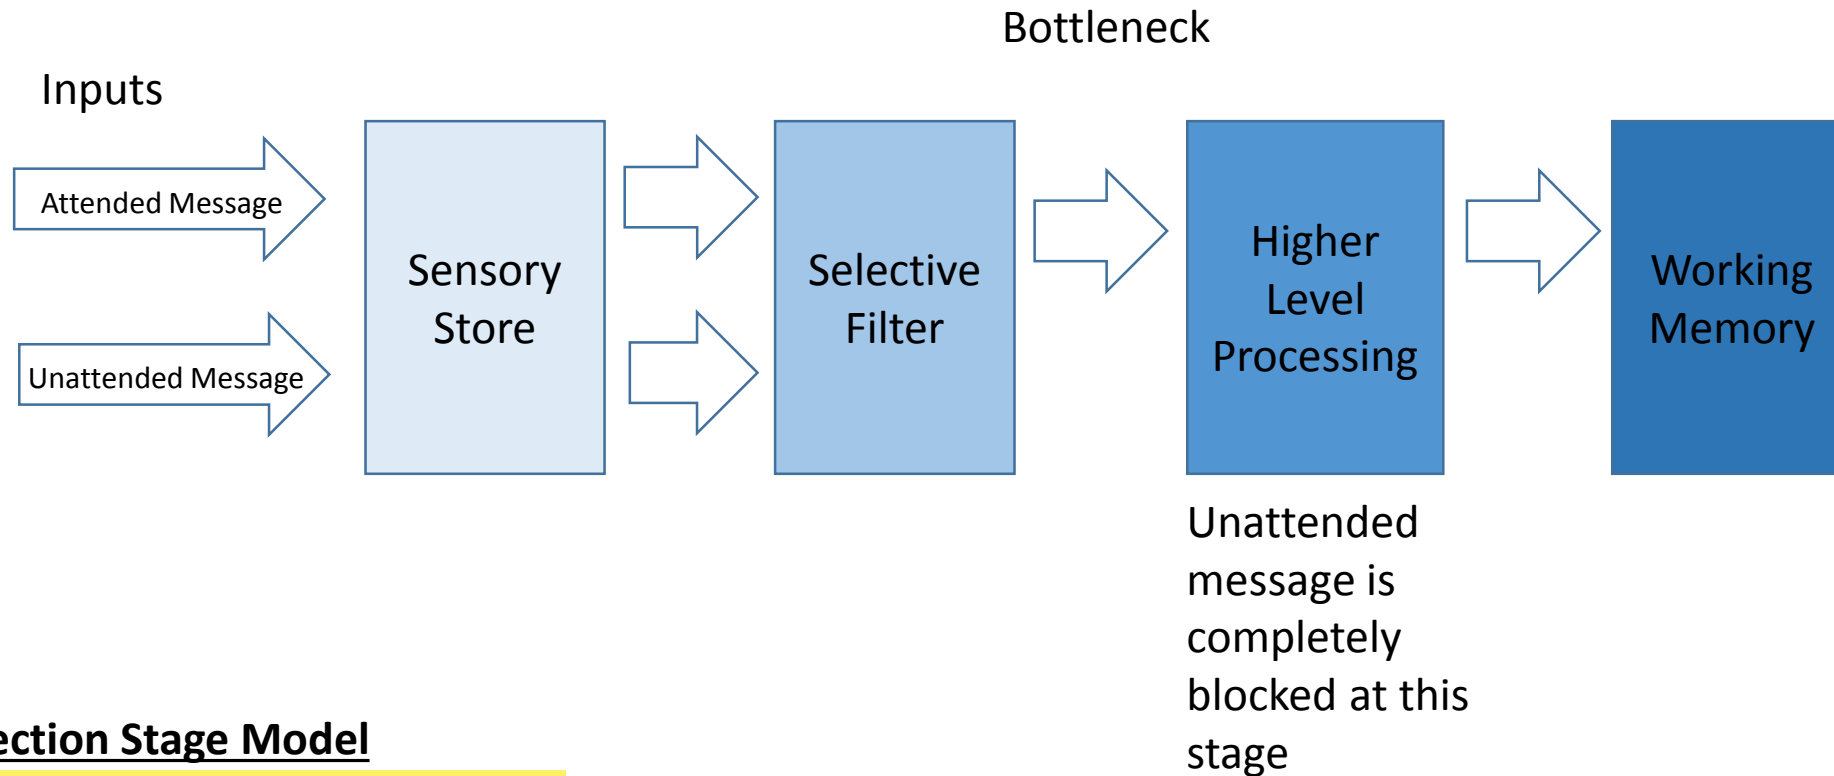 Bottleneck
Inputs
Attended Message
Unattended Message
Sensory
Store
Selective
Filter
Higher
Level
Processing
Working
Memory
Unattended
message is
completely
blocked at this
stage
ection Stage Model